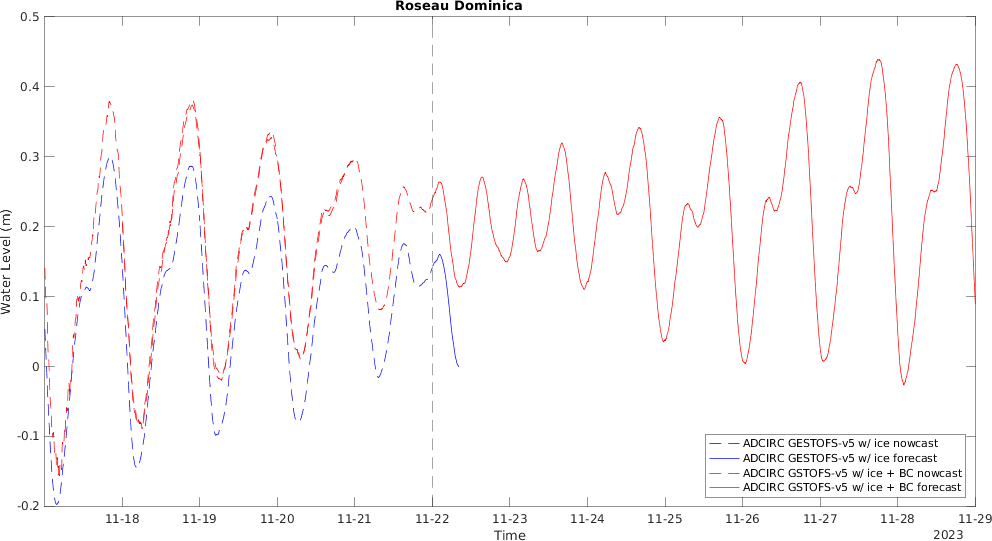 Roseau Dominica
0.5
0.4
0.3
0.2
0.1
0
-0.1
-0.2
Water Level (m)
ADCIRC GESTOFS-v5 w/ ice nowcast
ADCIRC GESTOFS-v5 w/ ice forecast
ADCIRC GSTOFS-v5 w/ ice + BC nowcast
ADCIRC GSTOFS-v5 w/ ice + BC forecast
11-18 11-19 11-20 11-21 11-22 11-23 11-24 11-25 11-26 11-27 11-28 11-29
Time
2023